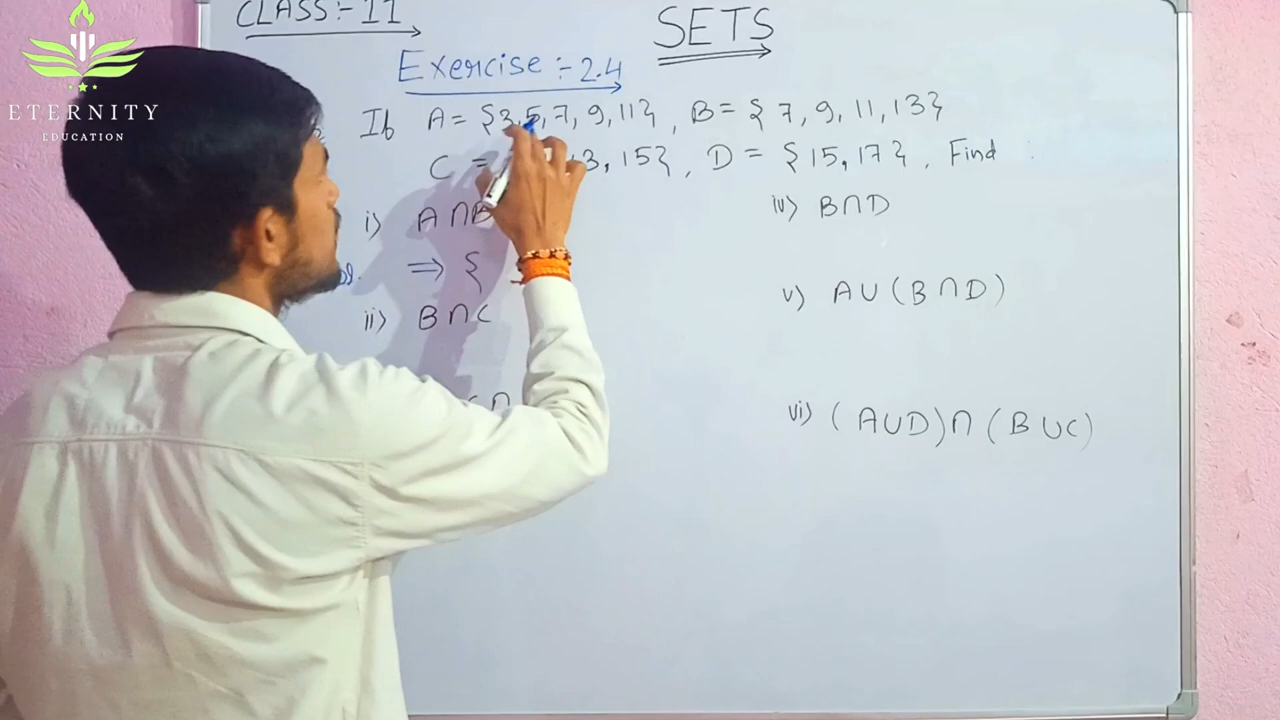 CLASS:- 11
SETS
Exercise:- 2.4
ETERNITY
EDUCATION
If A = {3,5,7,9,11}, B = {7,9,11,13}
C = 13,15}, D = {15,17}, Find
i) A∩B
iv) B∩D
⇒ {
v) A∪(B∩D)
ii) B∩C
vi) (A∪D)∩(B∪C)